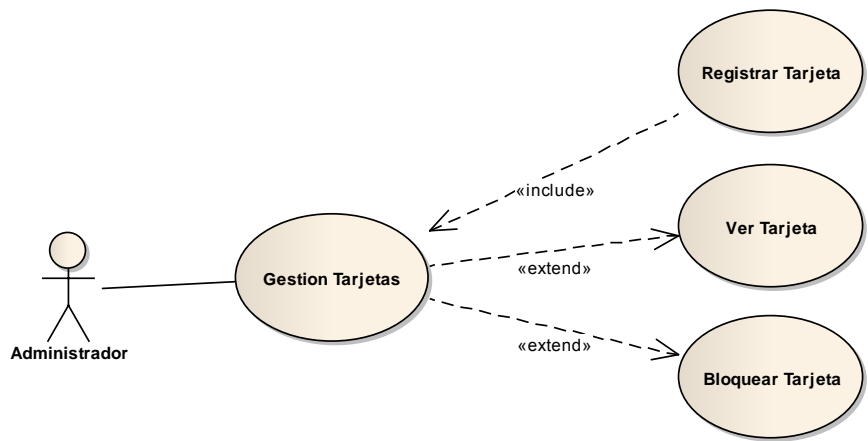 Registrar Tarjeta
«include»
Ver Tarjeta
Gestion Tarjetas
«extend»
Administrador
«extend»
Bloquear Tarjeta